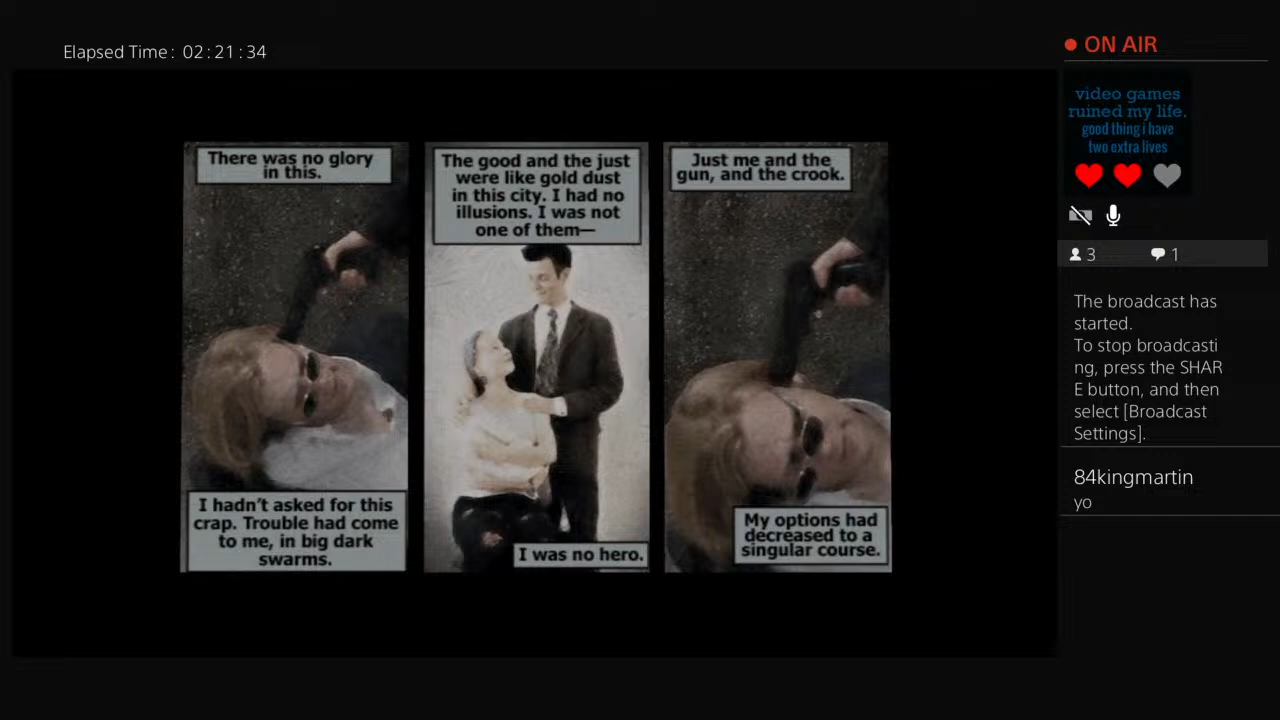 Elapsed Time: 02:21:34
ON AIR
video games
ruined my life.
good thing i have
two extra lives
3
1
The broadcast has
started.
To stop broadcasti
ng, press the SHAR
E button, and then
select [Broadcast
Settings].
84kingmartin
yo
There was no glory
in this.
I hadn't asked for this
crap. Trouble had come
to me, in big dark
swarms.
The good and the just
were like gold dust
in this city. I had no
illusions. I was not
one of them—
I was no hero.
Just me and the
gun, and the crook.
My options had
decreased to a
singular course.